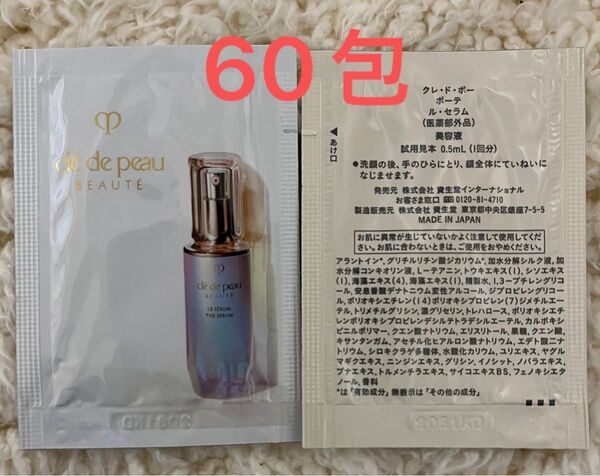 60包
clé de peau
BEAUTÉ
clé de peau
BEAUTÉ
LE SÉRUM
THE SERUM
2081KD
あけ口
クレ・ド・ポー
ボーテ
ル・セラム
(医薬部外品)
美容液
試用見本 0.5mL (1回分)
●洗顔の後、手のひらにとり、顔全体にていねいに
なじませます。
発売元 株式会社 資生堂インターナショナル
お客さま窓口 0120-81-4710
製造販売元 株式会社 資生堂 東京都中央区銀座7-5-5
MADE IN JAPAN
お肌に異常が生じていないかよく注意して使用してくだ
さい。お肌に合わないときは、ご使用をおやめください。
アラントイン*,グリチルリチン酸ジカリウム*,加水分解シルク液,加
水分解コンキオリン液,L-テアニン,トウキエキス(1),シソエキス
(1),海藻エキス(4),海藻エキス(1),精製水,1,3-ブチレングリコ
ール,安息香酸デナトニウム変性アルコール,ジプロピレングリコー
ル,ポリオキシエチレン(14)ポリオキシプロピレン(7)ジメチルエー
テル,トリメチルグリシン,濃グリセリン,トレハロース,ポリオキシエチ
レンポリオキシプロピレンデシルテトラデシルエーテル,カルボキシ
ビニルポリマー,クエン酸ナトリウム,エリスリトール,果糖,クエン酸,
キサンタンガム,アセチル化ヒアルロン酸ナトリウム,エデト酸二ナ
トリウム,シロキクラゲ多糖体,水酸化カリウム,ユリエキス,ヤグル
マギクエキス,ニンジンエキス,グリシン,イノシット,ノバラエキス,
ブナエキス,トルメンチラエキス,サイコエキスBS,フェノキシエタ
ノール,香料
*は「有効成分」無表示は「その他の成分」
2081KD